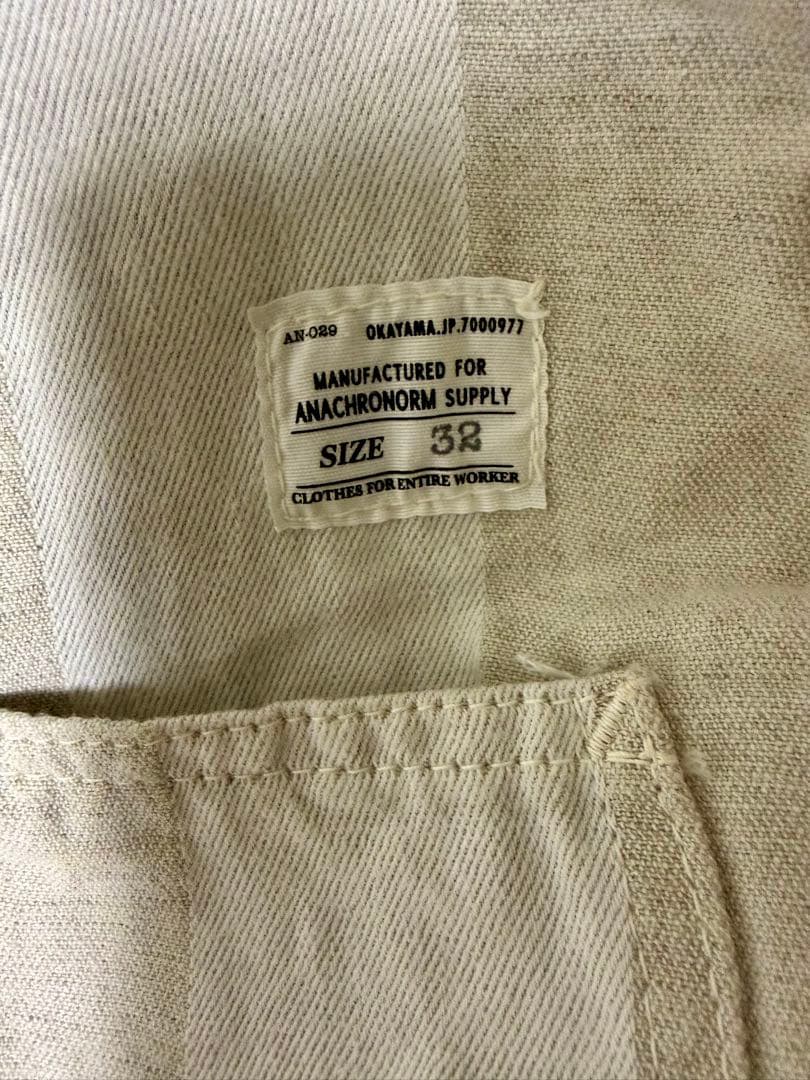 AN-029 OKAYAMA.JP.7000977
MANUFACTURED FOR
ANACHRONORM SUPPLY
SIZE 32
CLOTHES FOR ENTIRE WORKER